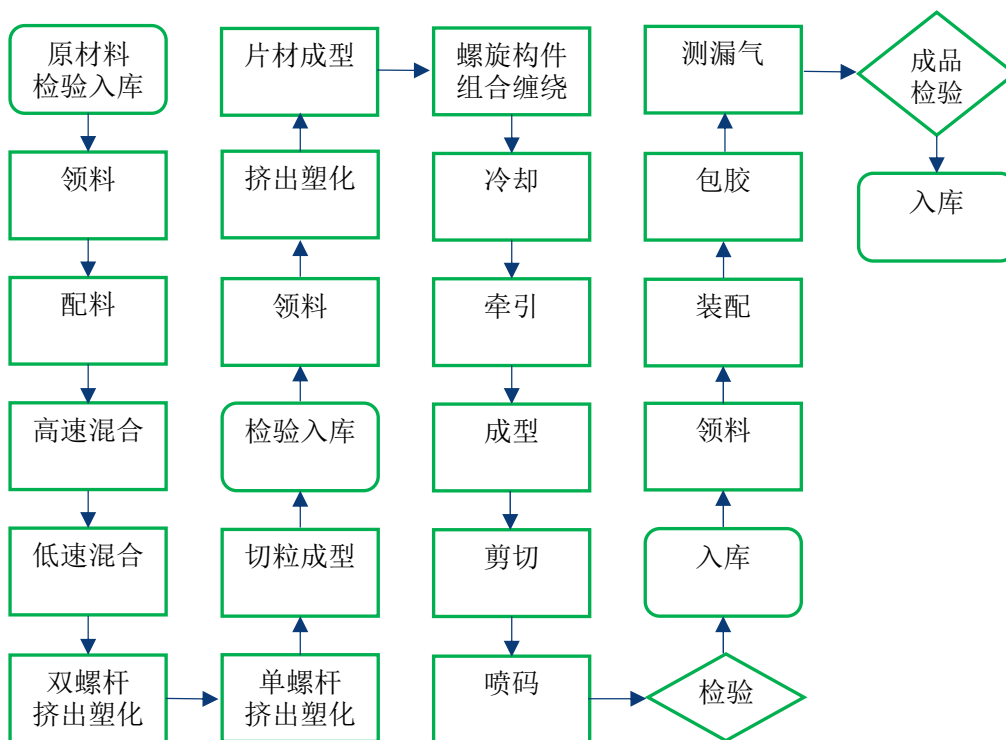 原材料
检验入库
领料
配料
高速混合
低速混合
双螺杆
挤出塑化
单螺杆
挤出塑化
切粒成型
检验入库
领料
挤出塑化
片材成型
螺旋构件
组合缠绕
冷却
牵引
成型
剪切
喷码
检验
入库
领料
装配
包胶
测漏气
成品
检验
入库